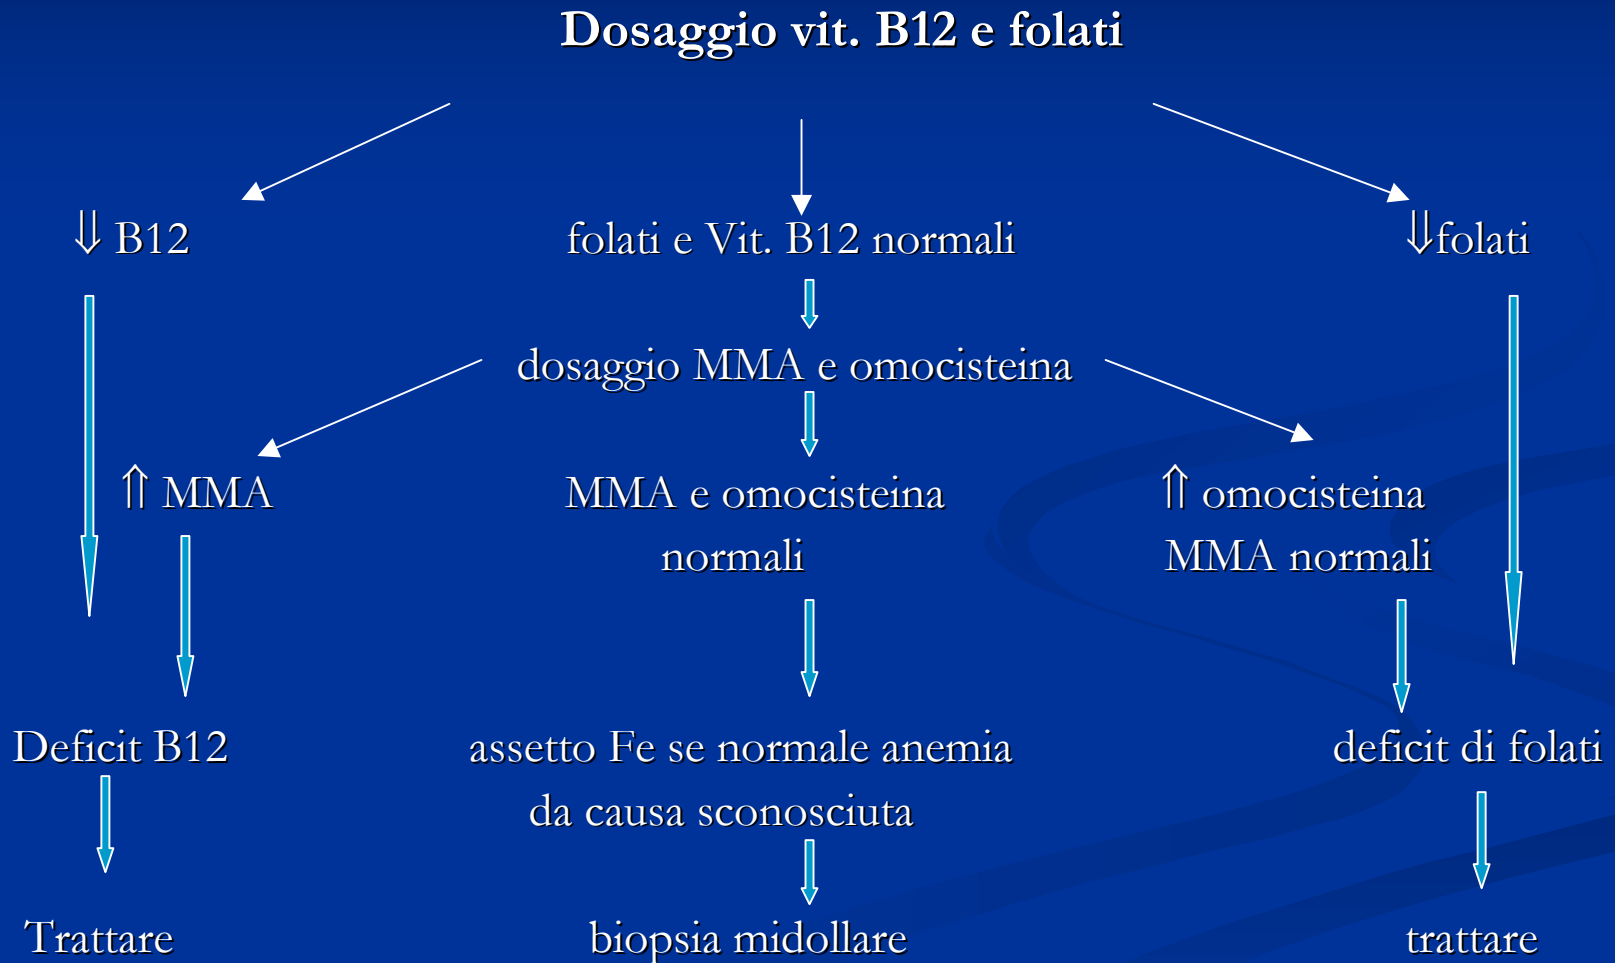 Dosaggio vit. B12 e folati
⇓ B12
folati e Vit. B12 normali
⇓folati
dosaggio MMA e omocisteina
⇑ MMA
MMA e omocisteina
normali
⇑ omocisteina
MMA normali
Deficit B12
assetto Fe se normale anemia
da causa sconosciuta
deficit di folati
Trattare
biopsia midollare
trattare